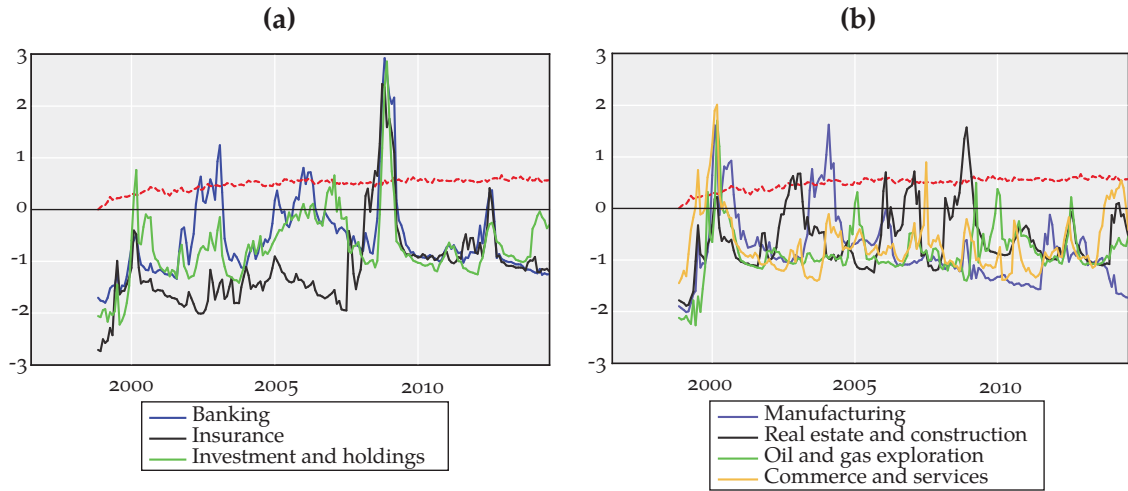 (a)
3
2
1
0
-1
-2
-3
2000 2005 2010
Banking
Insurance
Investment and holdings
(b)
3
2
1
0
-1
-2
-3
2000 2005 2010
Manufacturing
Real estate and construction
Oil and gas exploration
Commerce and services